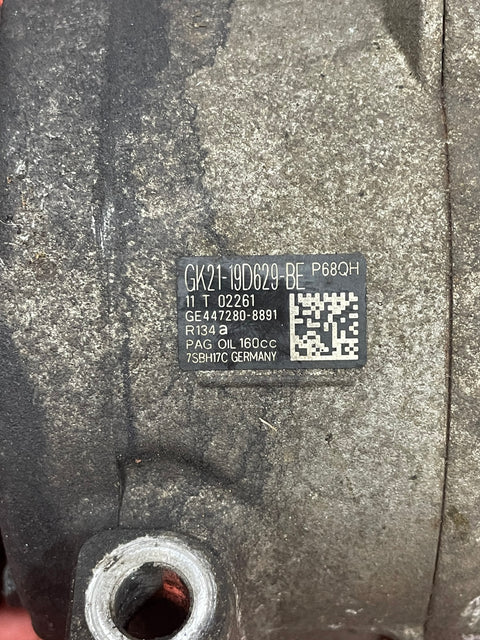 GK21-19D629-BE P68QH
11 T 02261
GE447280-8891
R134a
PAG OIL 160cc
7SBH17C GERMANY